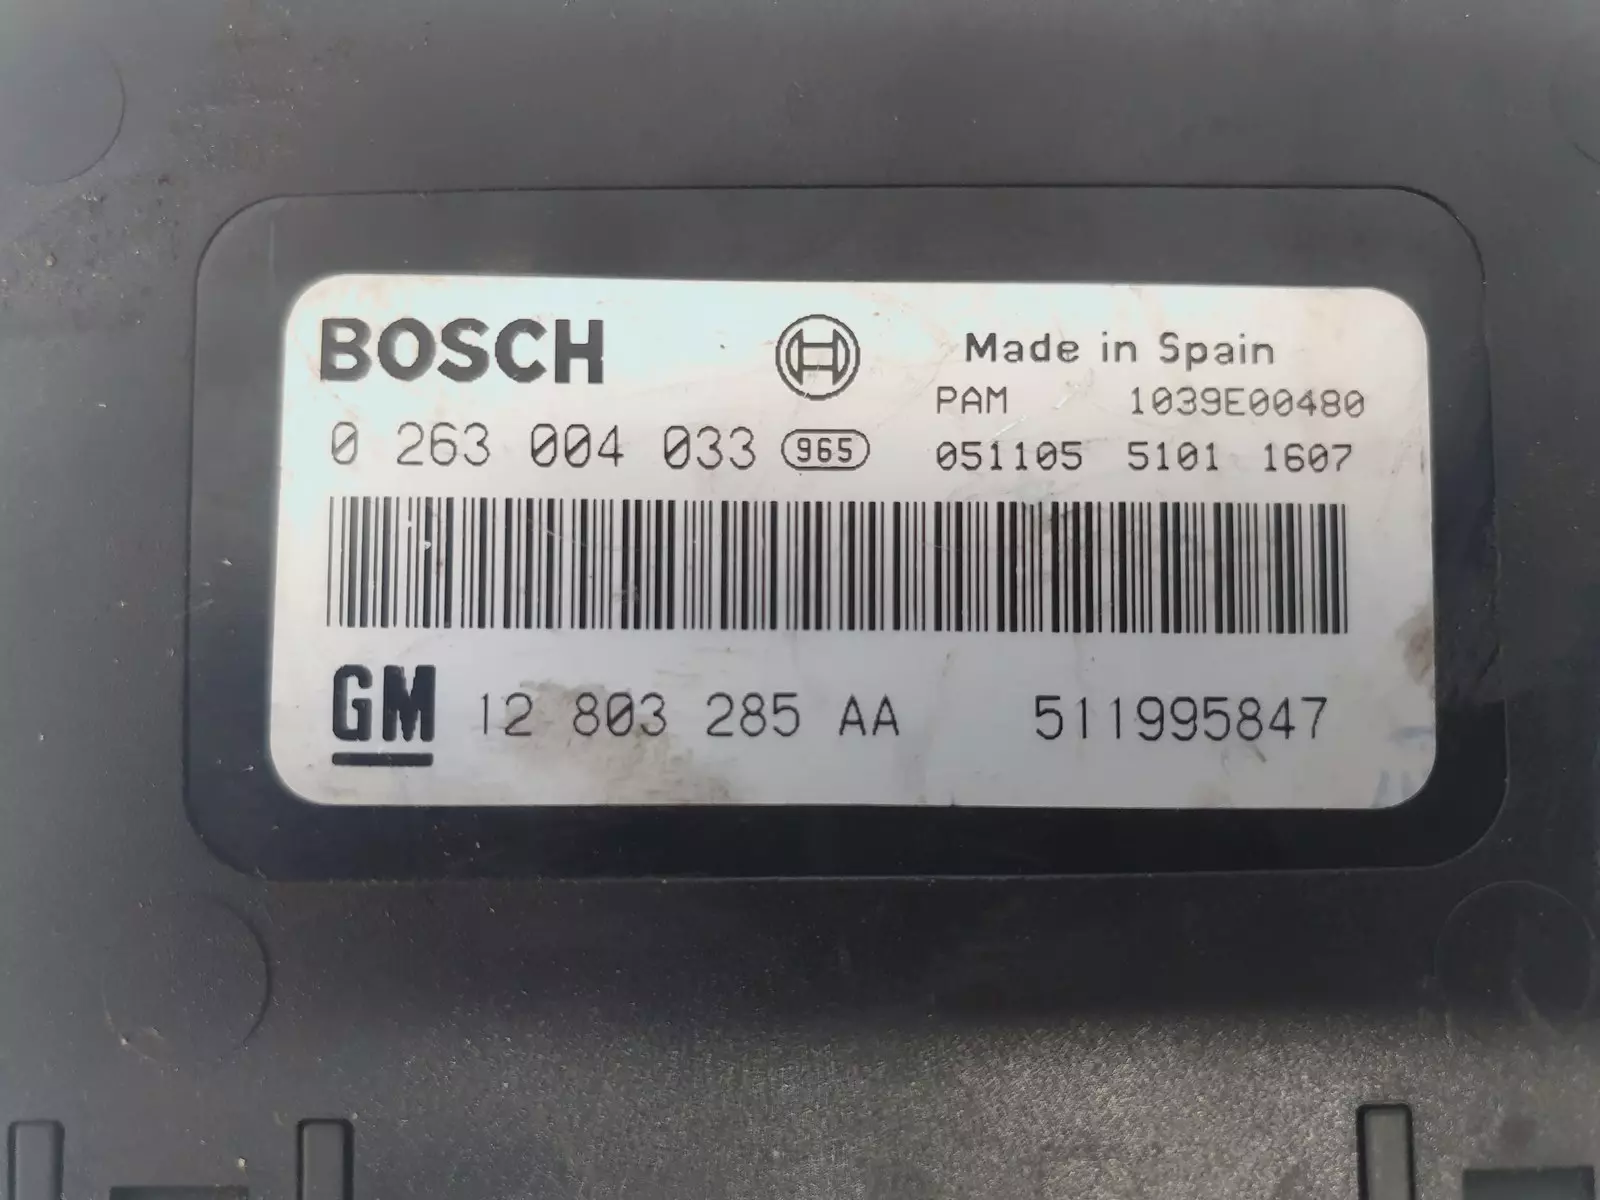 BOSCH
Made in Spain
PAM 1039E00480
0 263 004 033 965 051105 5101 1607
GM 12 803 285 AA 511995847